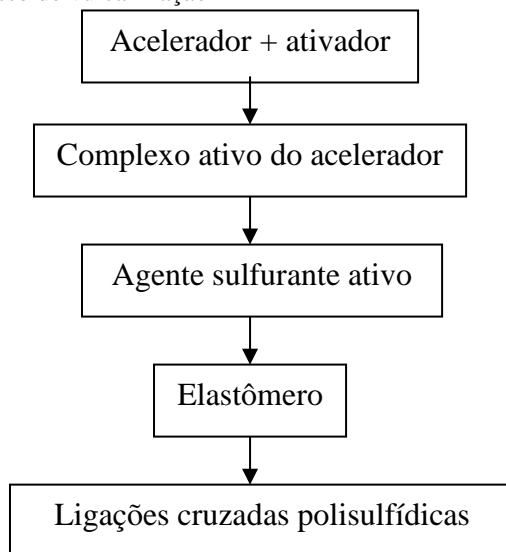 Acelerador + ativador
Complexo ativo do acelerador
Agente sulfurante ativo
Elastômero
Ligações cruzadas polisulfídicas